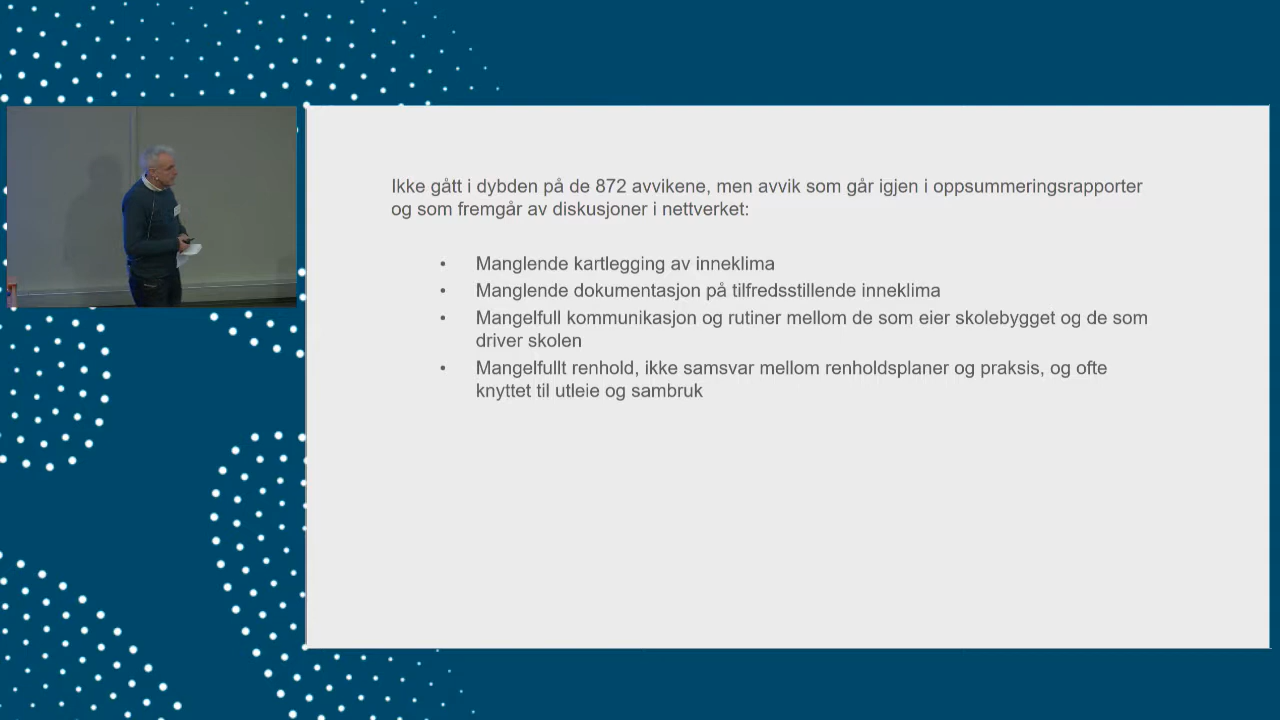 Ikke gått i dybden på de 872 avvikene, men avvik som går igjen i oppsummeringsrapporter
og som fremgår av diskusjoner i nettverket:
• Manglende kartlegging av inneklima
• Manglende dokumentasjon på tilfredsstillende inneklima
• Mangelfull kommunikasjon og rutiner mellom de som eier skolebygget og de som
driver skolen
• Mangelfullt renhold, ikke samsvar mellom renholdsplaner og praksis, og ofte
knyttet til utleie og sambruk